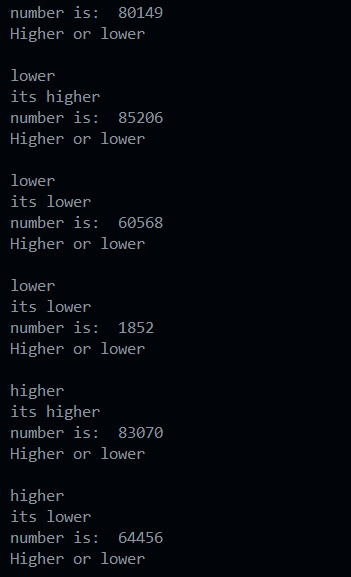 number is:  80149
Higher or lower
lower
its higher
number is:  85206
Higher or lower
lower
its lower
number is:  60568
Higher or lower
lower
its lower
number is:  1852
Higher or lower
higher
its higher
number is:  83070
Higher or lower
higher
its lower
number is:  64456
Higher or lower